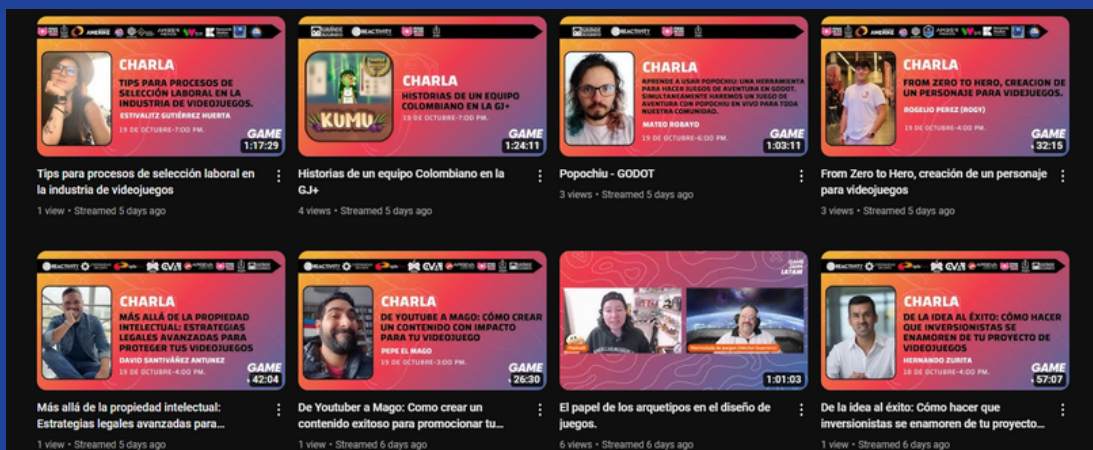 CHARLA
TIPS PARA PROCESOS DE
SELECCIÓN LABORAL EN LA
INDUSTRIA DE VIDEOJUEGOS.
ESTIVALITZ GUTIÉRREZ HUERTA
19 DE OCTUBRE-7:00 PM.
GAME
1:17:29
Tips para procesos de selección laboral en
la industria de videojuegos
1 view • Streamed 5 days ago
REACTIVITY
KUMU
CHARLA
HISTORIAS DE UN EQUIPO
COLOMBIANO EN LA GJ+
19 DE OCTUBRE-7:00 PM.
GAME
1:24:11
Historias de un equipo Colombiano en la
GJ+
4 views • Streamed 5 days ago
REACTIVITY
CHARLA
APRENDE A USAR POPOCHIU: UNA HERRAMIENTA
PARA HACER JUEGOS DE AVENTURA EN GODOT.
SIMULTANEAMENTE HAREMOS UN JUEGO DE
AVENTURA CON POPOCHIU EN VIVO PARA TODA
NUESTRA COMUNIDAD.
MATEO ROBAYO
19 DE OCTUBRE-6:00 PM.
GAME
1:03:11
Popochiu - GODOT
3 views • Streamed 5 days ago
CHARLA
FROM ZERO TO HERO, CREACION DE
UN PERSONAJE PARA VIDEOJUEGOS.
ROGELIO PÉREZ (ROGY)
19 DE OCTUBRE-4:00 PM.
GAME
32:15
From Zero to Hero, creación de un personaje
para videojuegos
3 views • Streamed 5 days ago
REACTIVITY
EVA
CHARLA
MÁS ALLÁ DE LA PROPIEDAD
INTELECTUAL: ESTRATEGIAS
LEGALES AVANZADAS PARA
PROTEGER TUS VIDEOJUEGOS
DAVID SANTIVÁÑEZ ANTUNEZ
19 DE OCTUBRE-4:00 PM.
GAME
42:04
Más allá de la propiedad intelectual:
Estrategias legales avanzadas para...
1 view • Streamed 5 days ago
REACTIVITY
EVA
CHARLA
DE YOUTUBE A MAGO: CÓMO CREAR
UN CONTENIDO CON IMPACTO
PARA TU VIDEOJUEGO
PEPE EL MAGO
19 DE OCTUBRE-3:00 PM.
GAME
26:30
De Youtuber a Mago: Como crear un
contenido exitoso para promocionar tu...
1 view • Streamed 6 days ago
GAME
JAM
LATAM
1:01:03
El papel de los arquetipos en el diseño de
juegos.
6 views • Streamed 6 days ago
REACTIVITY
EVA
CHARLA
DE LA IDEA AL ÉXITO: CÓMO HACER
QUE INVERSIONISTAS SE
ENAMOREN DE TU PROYECTO DE
VIDEOJUEGOS
HERNANDO ZURITA
18 DE OCTUBRE-4:00 PM.
GAME
57:07
De la idea al éxito: Cómo hacer que
inversionistas se enamoren de tu proyecto...
1 view • Streamed 6 days ago